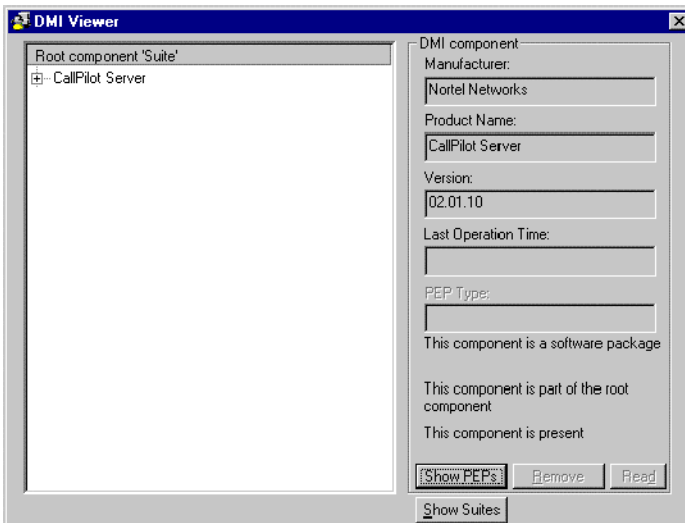 DMI Viewer
Root component 'Suite'
CallPilot Server
DMI component
Manufacturer:
Nortel Networks
Product Name:
CallPilot Server
Version:
02.01.10
Last Operation Time:
PEP Type:
This component is a software package
This component is part of the root
component
This component is present
Show PEPs
Remove
Read
Show Suites